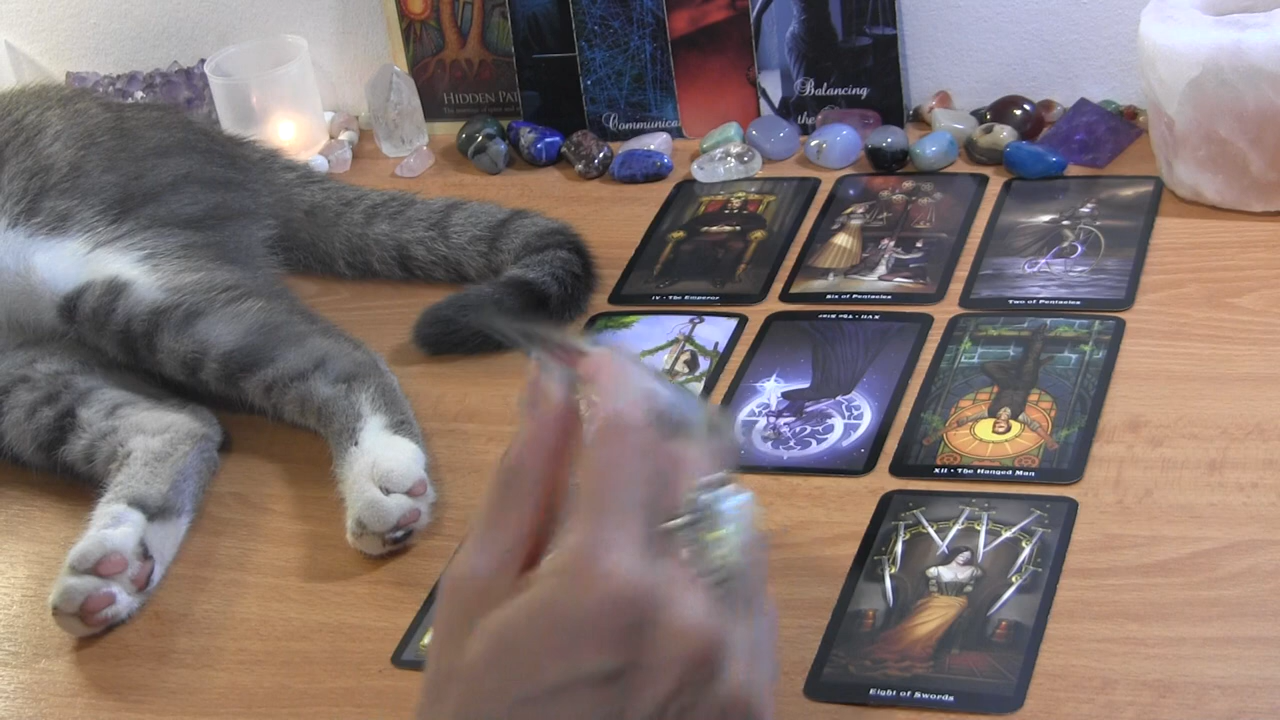 HIDDEN PAT
Communica
Balancing
the
IV • The Emperor
Six of Pentacles
Two of Pentacles
XVII • The Star
XII • The Hanged Man
Eight of Swords